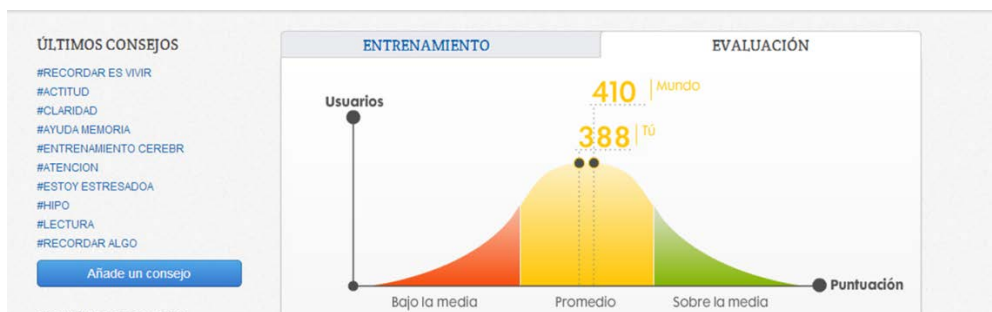 ÚLTIMOS CONSEJOS
#RECORDAR ES VIVIR
#ACTITUD
#CLARIDAD
#AYUDA MEMORIA
#ENTRENAMIENTO CEREBR
#ATENCION
#ESTOY ESTRESADOA
#HIPO
#LECTURA
#RECORDAR ALGO
Añade un consejo
ENTRENAMIENTO
EVALUACIÓN
410 Mundo
Usuarios
388 Tú
Puntuación
Bajo la media
Promedio
Sobre la media